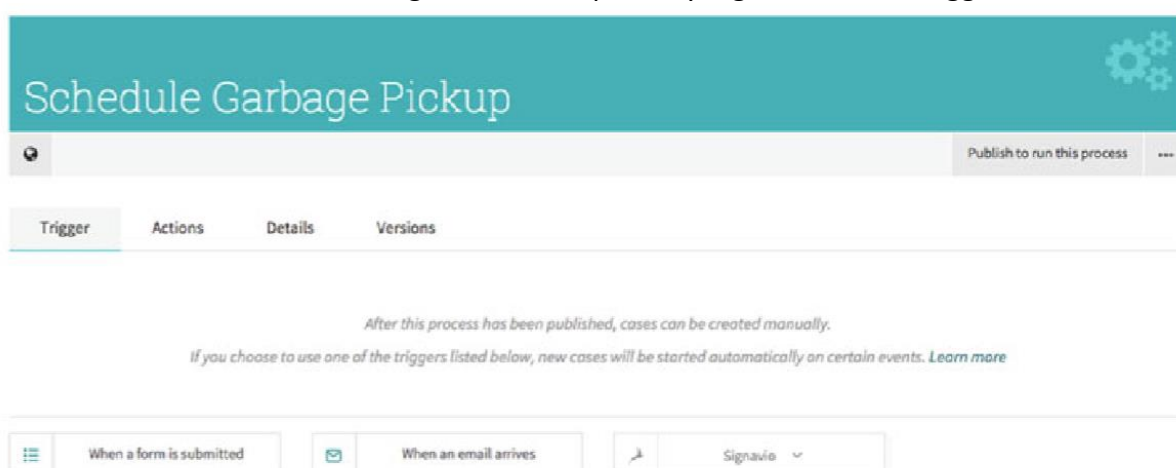 Schedule Garbage Pickup
Publish to run this process ...
Trigger Actions Details Versions
After this process has been published, cases can be created manually.
If you choose to use one of the triggers listed below, new cases will be started automatically on certain events. Learn more
When a form is submitted When an email arrives Signavio